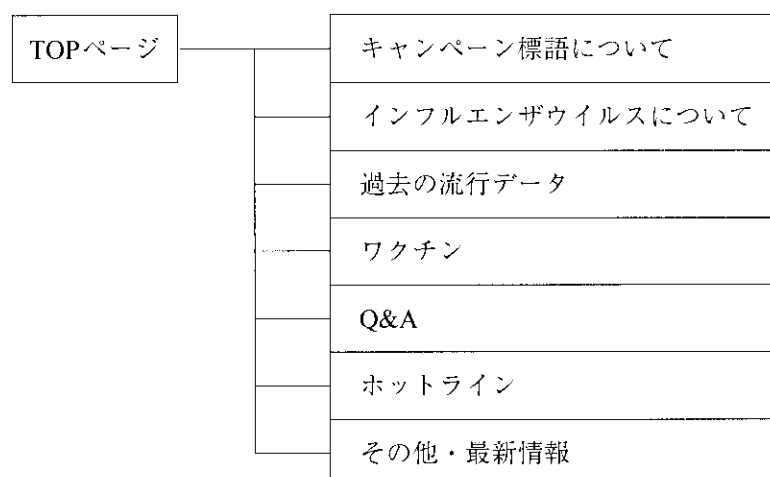 TOPページ
キャンペーン標語について
インフルエンザウイルスについて
過去の流行データ
ワクチン
Q&A
ホットライン
その他・最新情報